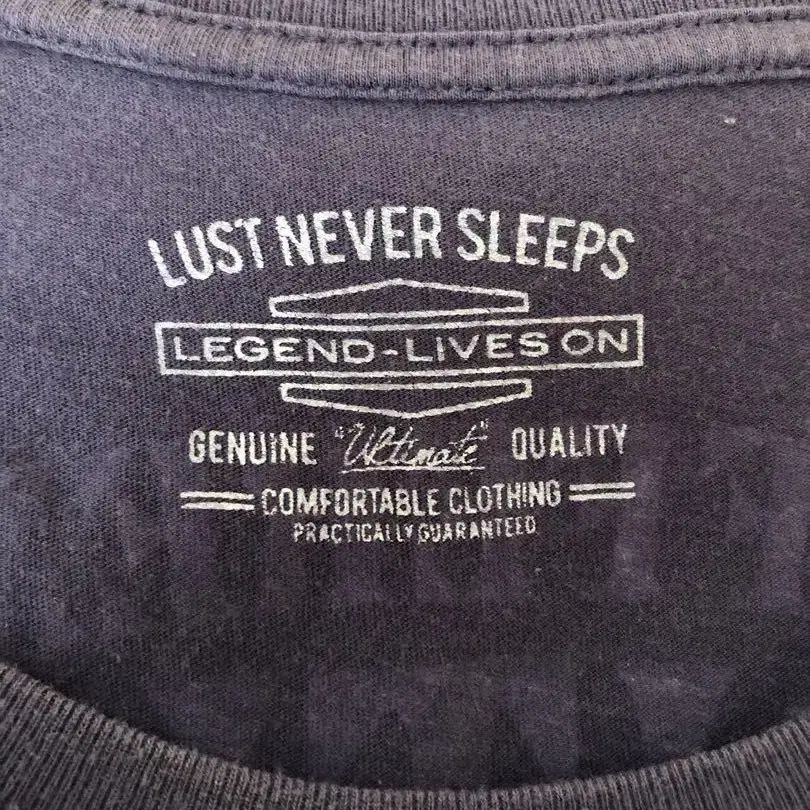 LUST NEVER SLEEPS
LEGEND-LIVES ON
GENUINE "Ultimate" QUALITY
COMFORTABLE CLOTHING
PRACTICALLY GUARANTEED